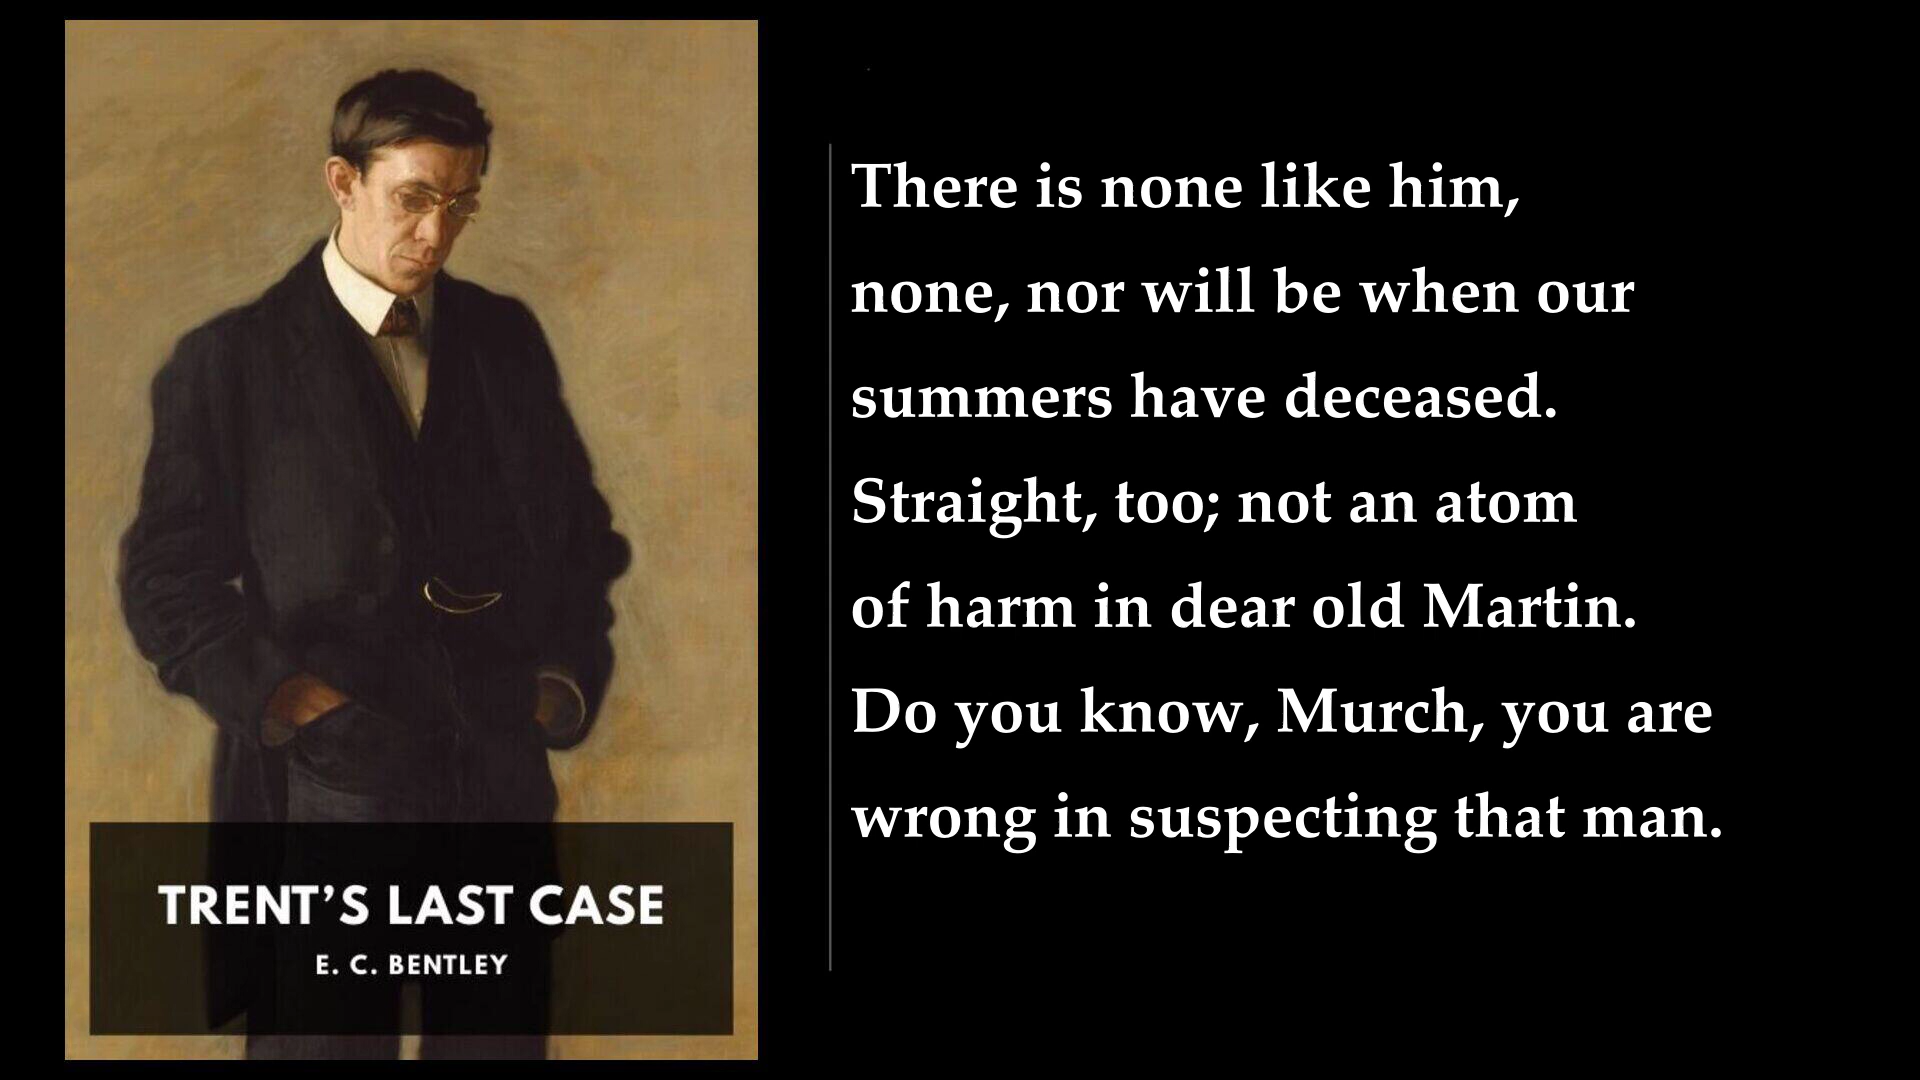 There is none like him,
none, nor will be when our
summers have deceased.
Straight, too; not an atom
of harm in dear old Martin.
Do you know, Murch, you are
wrong in suspecting that man.
TRENT’S LAST CASE
E. C. BENTLEY